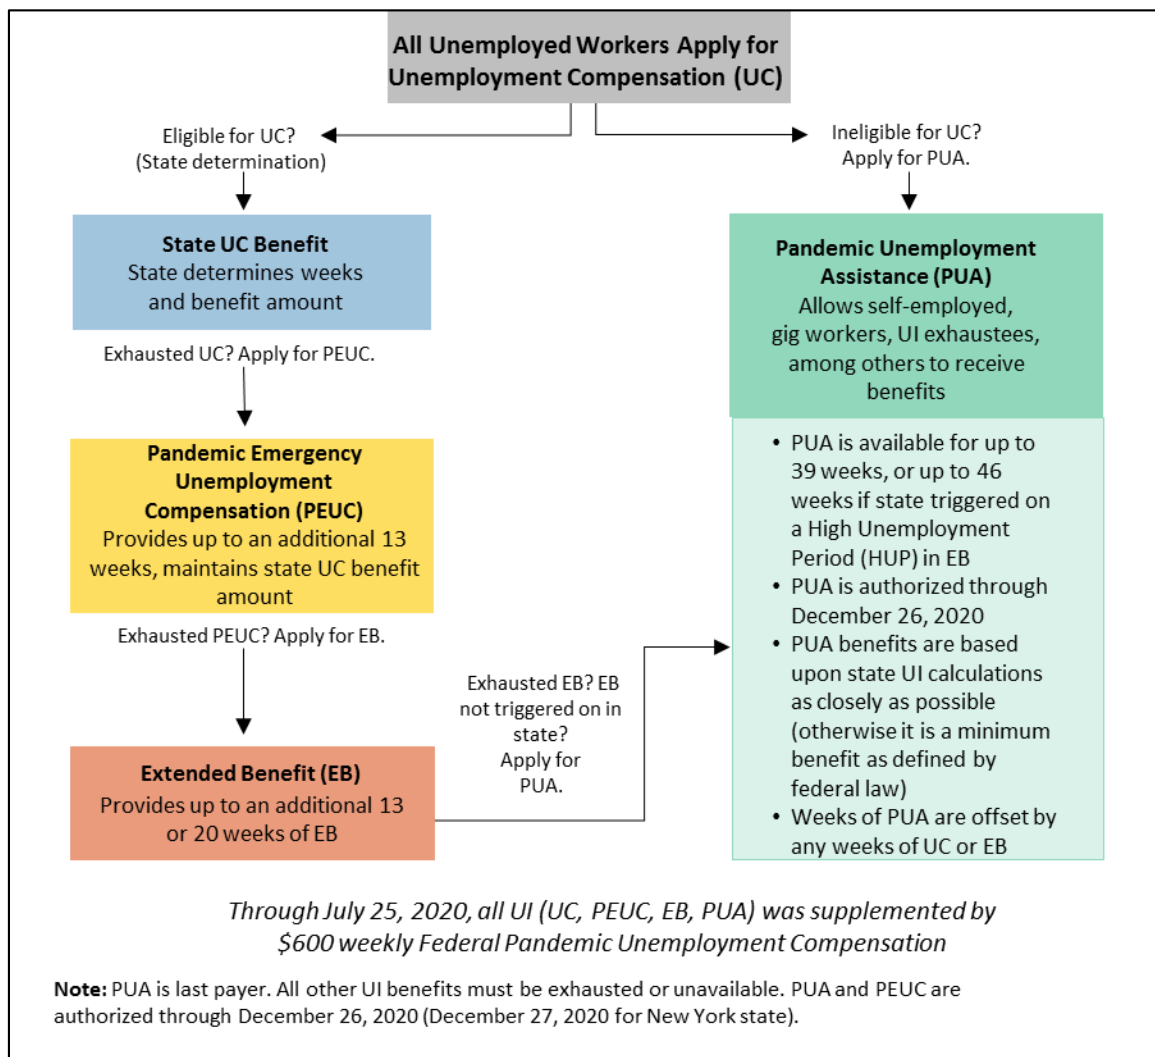 All Unemployed Workers Apply for
Unemployment Compensation (UC)
Eligible for UC?
(State determination)
Ineligible for UC?
Apply for PUA.
State UC Benefit
State determines weeks
and benefit amount
Exhausted UC? Apply for PEUC.
Pandemic Emergency
Unemployment
Compensation (PEUC)
Provides up to an additional 13
weeks, maintains state UC benefit
amount
Exhausted PEUC? Apply for EB.
Extended Benefit (EB)
Provides up to an additional 13
or 20 weeks of EB
Exhausted EB? EB
not triggered on in
state?
Apply for
PUA.
Pandemic Unemployment
Assistance (PUA)
Allows self-employed,
gig workers, UI exhaustees,
among others to receive
benefits
• PUA is available for up to
39 weeks, or up to 46
weeks if state triggered on
a High Unemployment
Period (HUP) in EB
• PUA is authorized through
December 26, 2020
• PUA benefits are based
upon state UI calculations
as closely as possible
(otherwise it is a minimum
benefit as defined by
federal law)
• Weeks of PUA are offset by
any weeks of UC or EB
Through July 25, 2020, all UI (UC, PEUC, EB, PUA) was supplemented by
$600 weekly Federal Pandemic Unemployment Compensation
Note: PUA is last payer. All other UI benefits must be exhausted or unavailable. PUA and PEUC are
authorized through December 26, 2020 (December 27, 2020 for New York state).